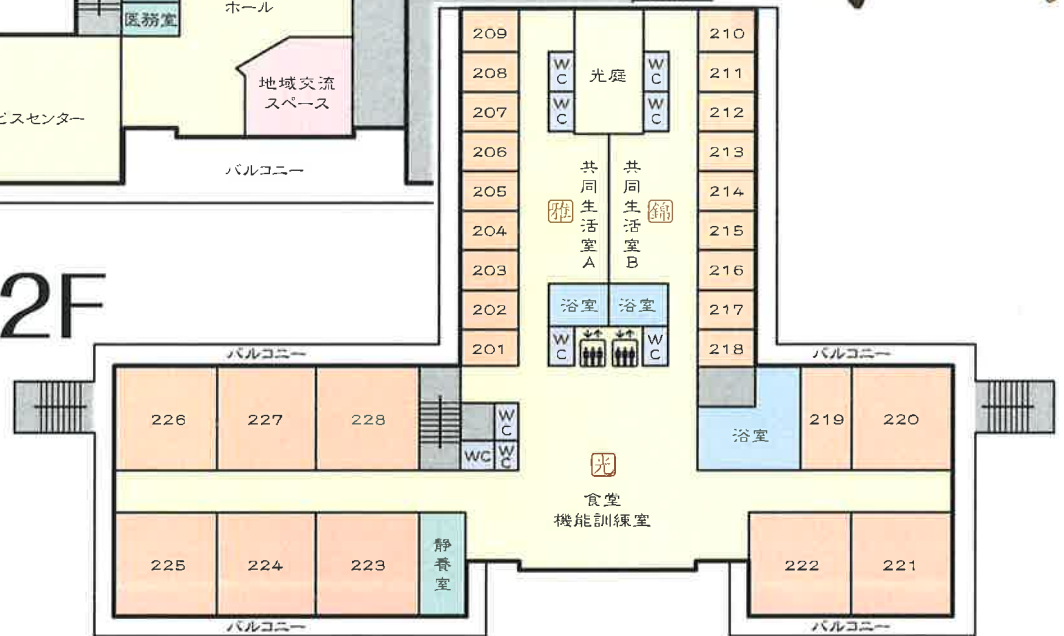 ホール
医務室
地域交流
スペース
ビスセンター
バルコニー
2F
209
208
207
206
205
204
203
202
201
210
211
212
213
214
215
216
217
218
WC
WC
光庭
WC
WC
共同生活室A
共同生活室B
雅
錦
浴室
浴室
WC
WC
バルコニー
バルコニー
226
227
228
WC
WC
WC
浴室
219
220
光
食堂
機能訓練室
225
224
223
静養室
222
221
バルコニー
バルコニー